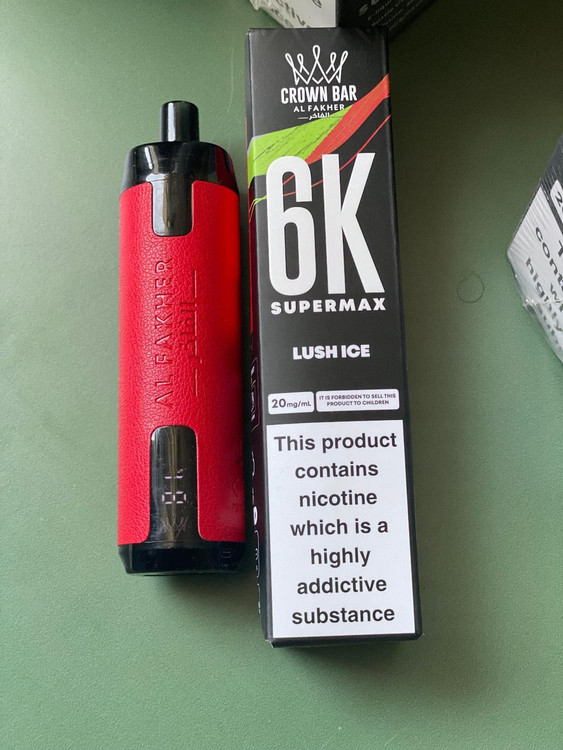 CROWN BAR
AL FAKHER
الفاخر
6K
SUPERMAX
LUSH ICE
20mg/mL
IT IS FORBIDDEN TO SELL THIS
PRODUCT TO CHILDREN
This product
contains
nicotine
which is a
highly
addictive
substance
AL FAKHER
الفاخر